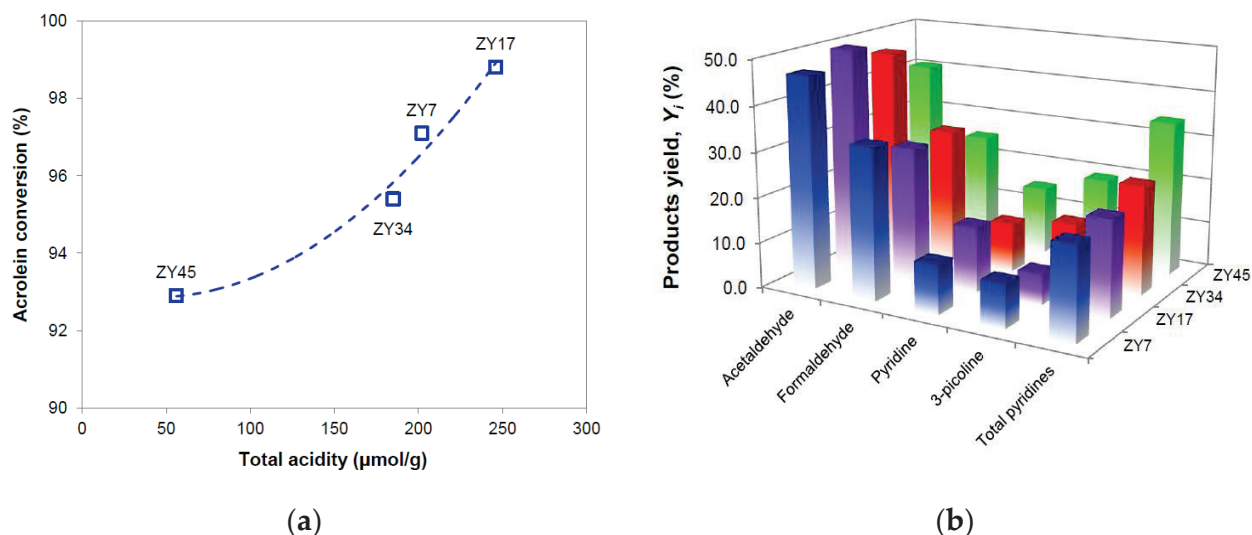 100
98
96
94
92
90
Acrolein conversion (%)
ZY17
ZY7
ZY34
ZY45
0
50
100
150
200
250
300
Total acidity (µmol/g)
(a)
50.0
40.0
30.0
20.0
10.0
0.0
Products yield, Yi (%)
Acetaldehyde
Formaldehyde
Pyridine
3-picoline
Total pyridines
ZY45
ZY34
ZY17
ZY7
(b)